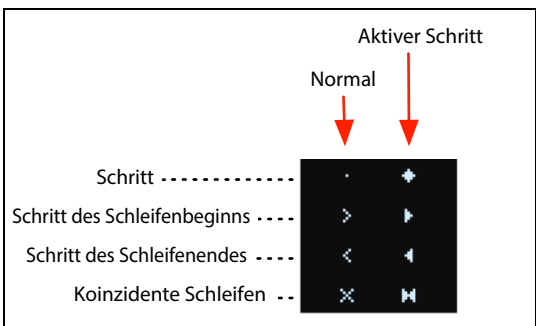 Aktiver Schritt
Normal
Schritt
Schritt des Schleifenbeginns
Schritt des Schleifenendes
Koinzidente Schleifen